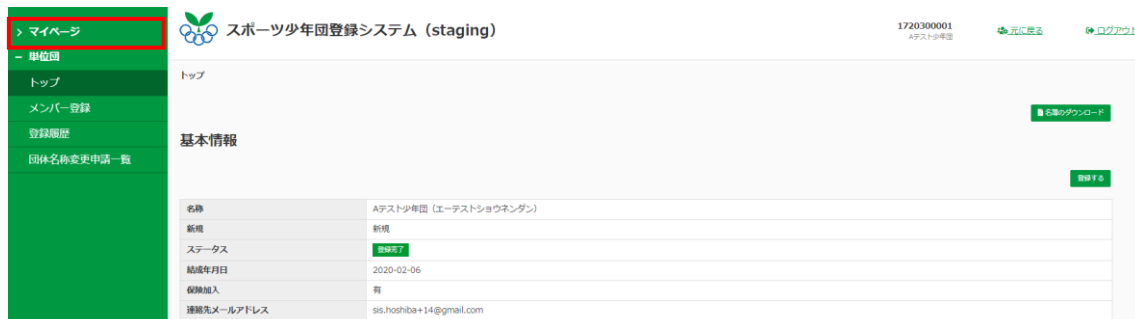 > マイページ
− 単位団
トップ
メンバー登録
登録履歴
団体名称変更申請一覧
スポーツ少年団登録システム（staging）
1720300001
Aテスト少年団
元に戻る
ログアウト
トップ
名簿のダウンロード
基本情報
登録する
名称 Aテスト少年団（エーテストショウネンダン）
新規 新規
ステータス 登録完了
結成年月日 2020-02-06
保険加入 有
連絡先メールアドレス sis.hoshiba+14@gmail.com